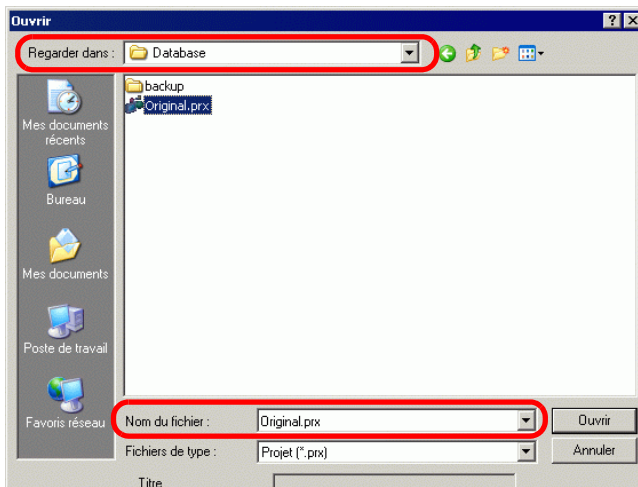 Ouvrir
Regarder dans : Database
backup
Original.prx
Mes documents
récents
Bureau
Mes documents
Poste de travail
Favoris réseau
Nom du fichier : Original.prx Ouvrir
Fichiers de type : Projet (*.prx) Annuler
Titre